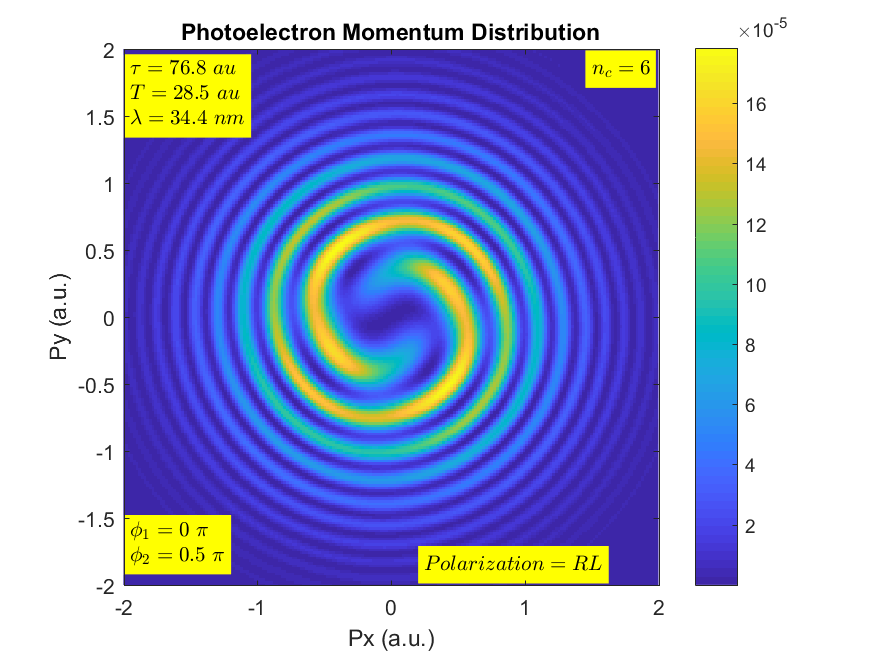 Photoelectron Momentum Distribution
×10⁻⁵
τ = 76.8 au
T = 28.5 au
λ = 34.4 nm
n_c = 6
ϕ₁ = 0 π
ϕ₂ = 0.5 π
Polarization = RL
2
1.5
1
0.5
0
-0.5
-1
-1.5
-2
Py (a.u.)
-2
-1
0
1
2
Px (a.u.)
16
14
12
10
8
6
4
2